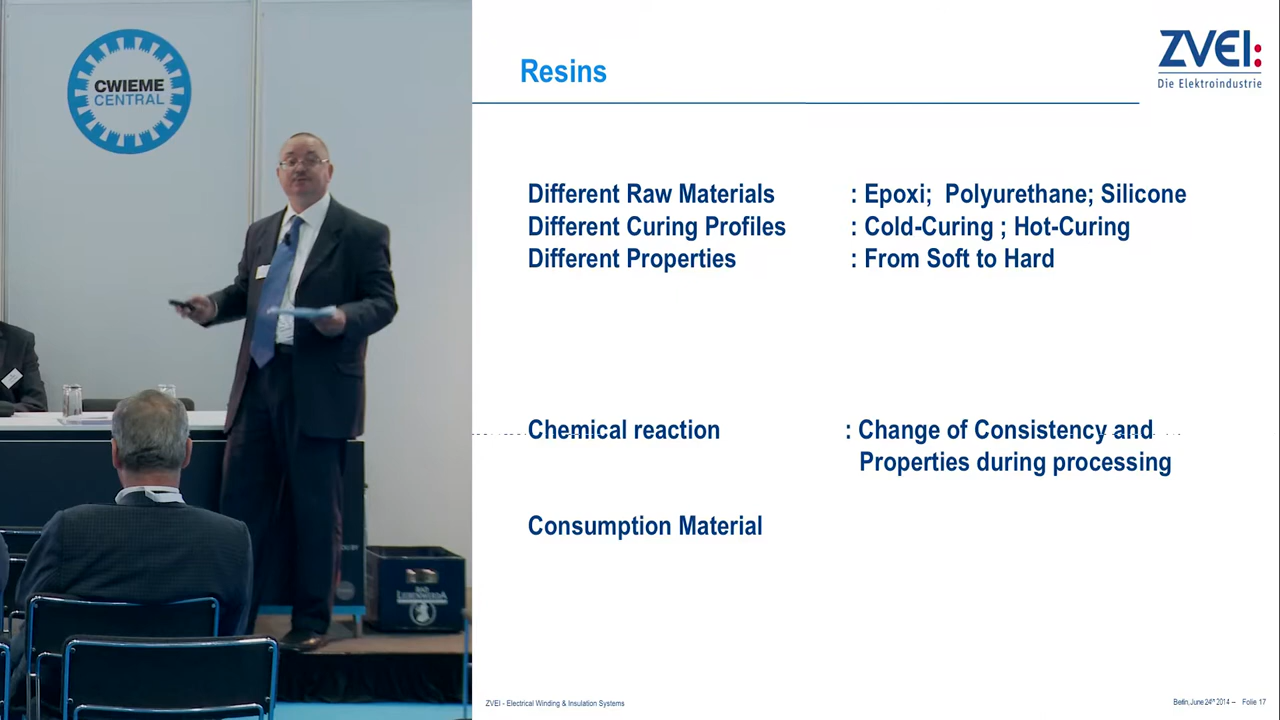 CWIEME
CENTRAL
BAD
LIEBENWERDA
Resins
ZVEI:
Die Elektroindustrie
Different Raw Materials : Epoxi; Polyurethane; Silicone
Different Curing Profiles : Cold-Curing ; Hot-Curing
Different Properties : From Soft to Hard
Chemical reaction : Change of Consistency and
Properties during processing
Consumption Material
ZVEI - Electrical Winding & Insulation Systems
Berlin, June 24th 2014 – Folie 17